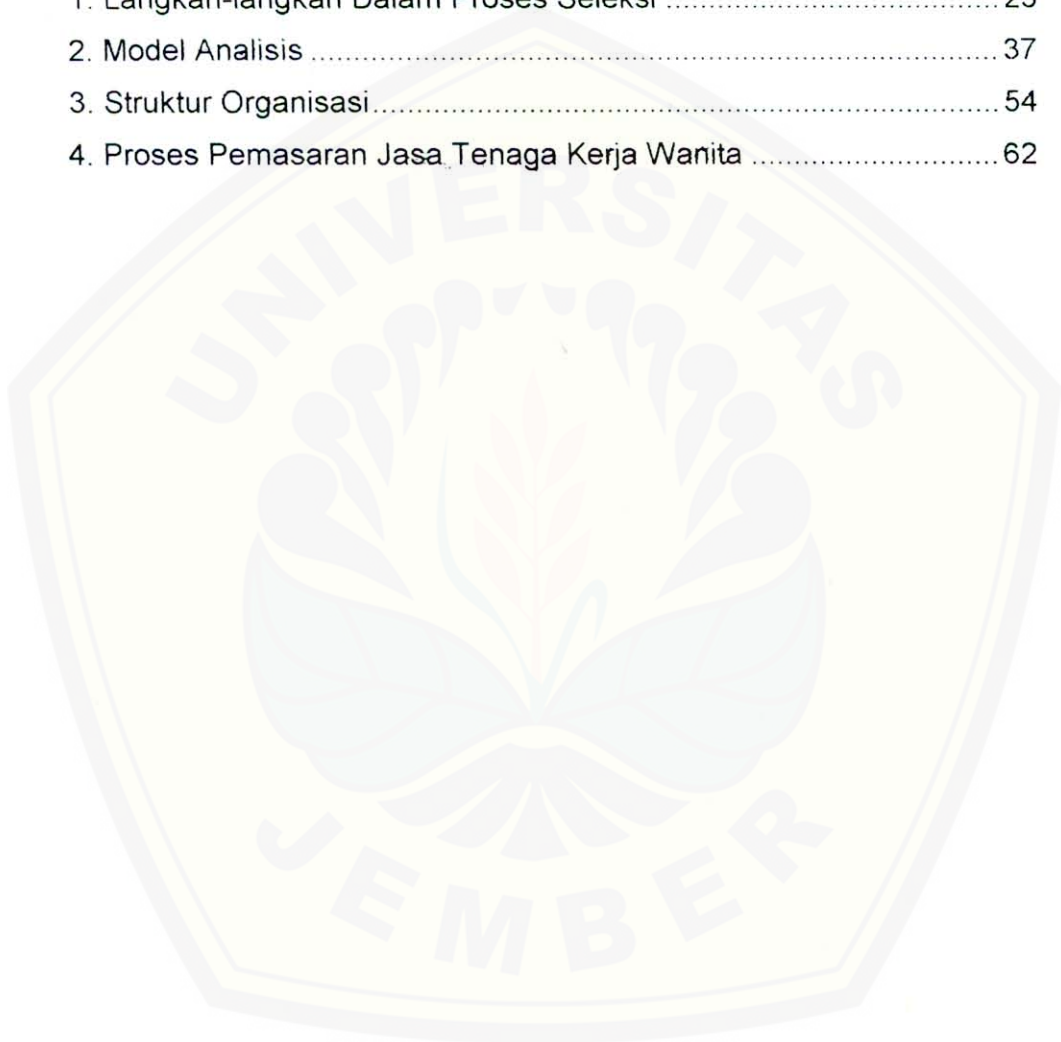 1. Langkah-langkah Dalam Proses Seleksi
2. Model Analisis ........ 37
3. Struktur Organisasi ........ 54
4. Proses Pemasaran Jasa Tenaga Kerja Wanita ........ 62
UNIVERSITAS
JEMBER